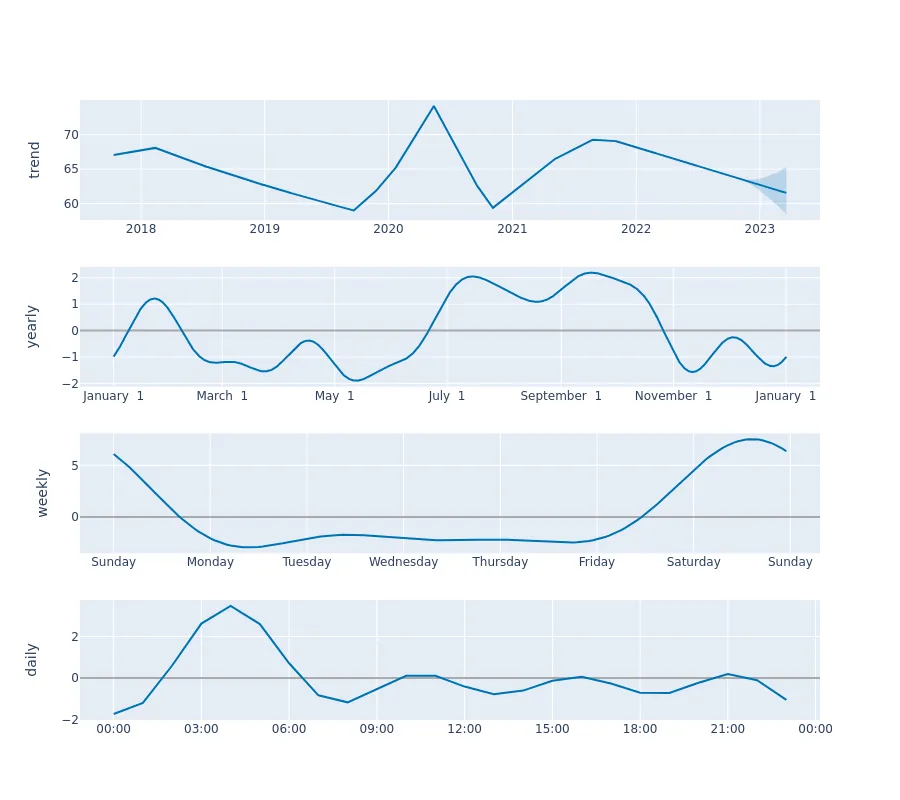 trend
70
65
60
2018 2019 2020 2021 2022 2023
yearly
2
1
0
−1
−2
January 1 March 1 May 1 July 1 September 1 November 1 January 1
weekly
5
0
Sunday Monday Tuesday Wednesday Thursday Friday Saturday Sunday
daily
2
0
−2
00:00 03:00 06:00 09:00 12:00 15:00 18:00 21:00 00:00